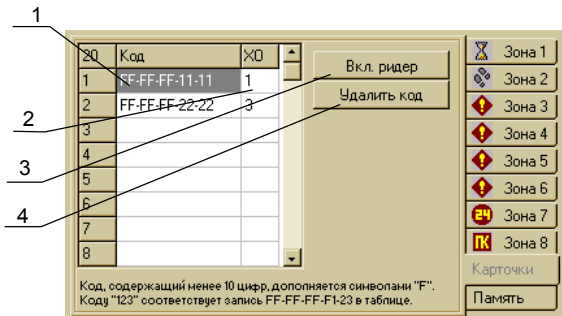 1
2
3
4
20 Код ХО
1 FF-FF-FF-11-11 1
2 FF-FF-FF-22-22 3
3
4
5
6
7
8
Вкл. ридер
Удалить код
Код, содержащий менее 10 цифр, дополняется символами "F".
Коду "123" соответствует запись FF-FF-FF-F1-23 в таблице.
Зона 1
Зона 2
Зона 3
Зона 4
Зона 5
Зона 6
24 Зона 7
ПК Зона 8
Карточки
Память